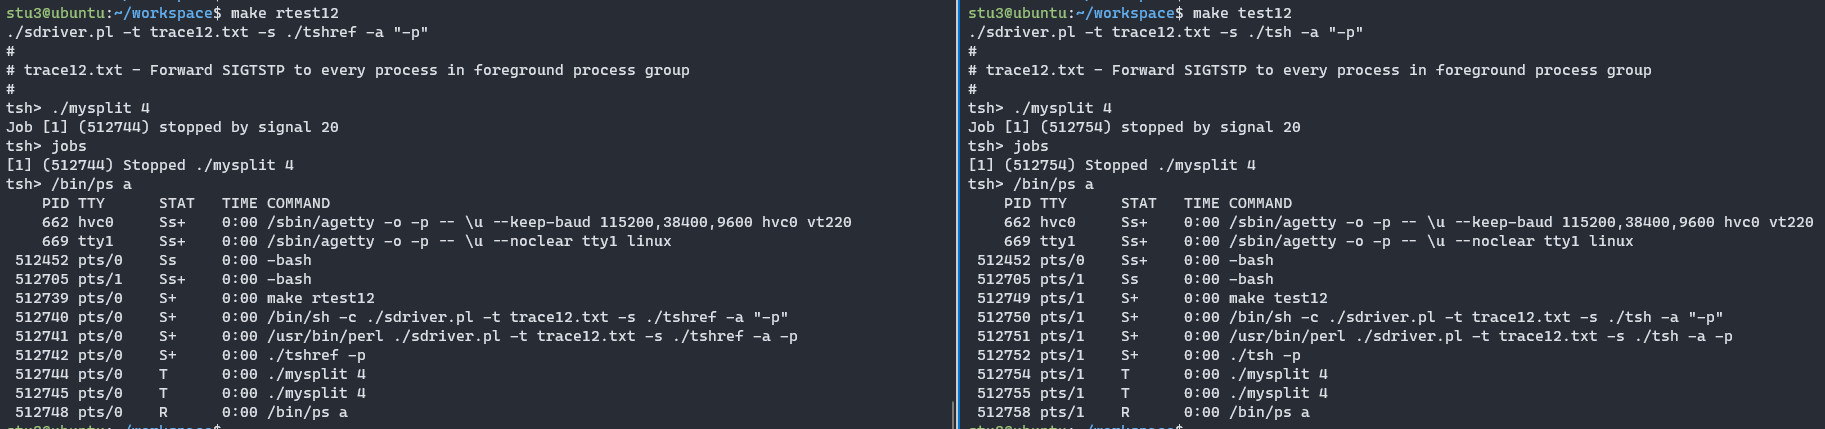 stu3@ubuntu:~/workspace$ make rtest12
./sdriver.pl -t trace12.txt -s ./tshref -a "-p"
#
# trace12.txt - Forward SIGTSTP to every process in foreground process group
#
tsh> ./mysplit 4
Job [1] (512744) stopped by signal 20
tsh> jobs
[1] (512744) Stopped ./mysplit 4
tsh> /bin/ps a
    PID TTY      STAT   TIME COMMAND
    662 hvc0     Ss+    0:00 /sbin/agetty -o -p -- \u --keep-baud 115200,38400,9600 hvc0 vt220
    669 tty1     Ss+    0:00 /sbin/agetty -o -p -- \u --noclear tty1 linux
 512452 pts/0    Ss     0:00 -bash
 512705 pts/1    Ss+    0:00 -bash
 512739 pts/0    S+     0:00 make rtest12
 512740 pts/0    S+     0:00 /bin/sh -c ./sdriver.pl -t trace12.txt -s ./tshref -a "-p"
 512741 pts/0    S+     0:00 /usr/bin/perl ./sdriver.pl -t trace12.txt -s ./tshref -a -p
 512742 pts/0    S+     0:00 ./tshref -p
 512744 pts/0    T      0:00 ./mysplit 4
 512745 pts/0    T      0:00 ./mysplit 4
 512748 pts/0    R      0:00 /bin/ps a
stu3@ubuntu:~/workspace$
stu3@ubuntu:~/workspace$ make test12
./sdriver.pl -t trace12.txt -s ./tsh -a "-p"
#
# trace12.txt - Forward SIGTSTP to every process in foreground process group
#
tsh> ./mysplit 4
Job [1] (512754) stopped by signal 20
tsh> jobs
[1] (512754) Stopped ./mysplit 4
tsh> /bin/ps a
    PID TTY      STAT   TIME COMMAND
    662 hvc0     Ss+    0:00 /sbin/agetty -o -p -- \u --keep-baud 115200,38400,9600 hvc0 vt220
    669 tty1     Ss+    0:00 /sbin/agetty -o -p -- \u --noclear tty1 linux
 512452 pts/0    Ss+    0:00 -bash
 512705 pts/1    Ss     0:00 -bash
 512749 pts/1    S+     0:00 make test12
 512750 pts/1    S+     0:00 /bin/sh -c ./sdriver.pl -t trace12.txt -s ./tsh -a "-p"
 512751 pts/1    S+     0:00 /usr/bin/perl ./sdriver.pl -t trace12.txt -s ./tsh -a -p
 512752 pts/1    S+     0:00 ./tsh -p
 512754 pts/1    T      0:00 ./mysplit 4
 512755 pts/1    T      0:00 ./mysplit 4
 512758 pts/1    R      0:00 /bin/ps a
stu3@ubuntu:~/workspace$